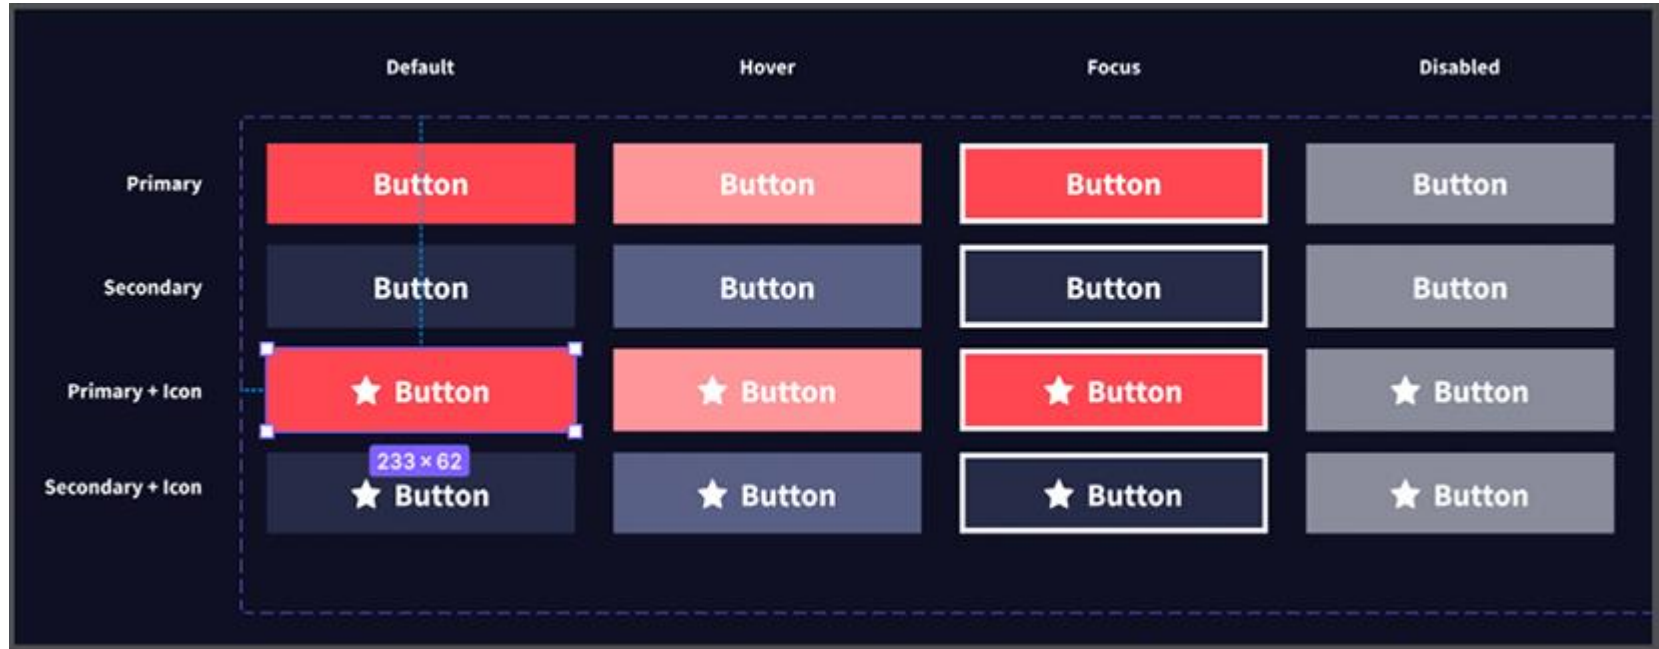 Default Hover Focus Disabled
Primary Button Button Button Button
Secondary Button Button Button Button
Primary + Icon Button Button Button Button
233 × 62
Secondary + Icon Button Button Button Button